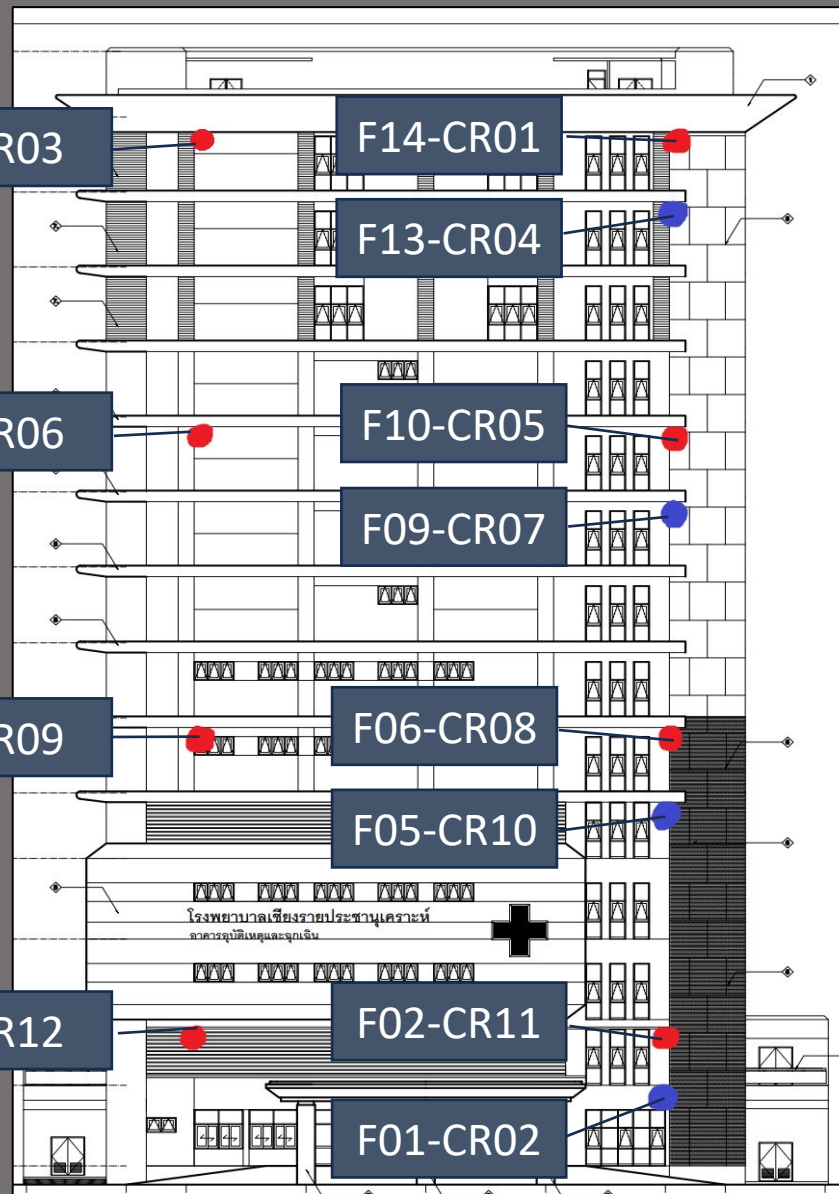 R03
F14-CR01
F13-CR04
R06
F10-CR05
F09-CR07
R09
F06-CR08
F05-CR10
โรงพยาบาลเชียงรายประชานุเคราะห์
อาคารอุบัติเหตุและฉุกเฉิน
R12
F02-CR11
F01-CR02